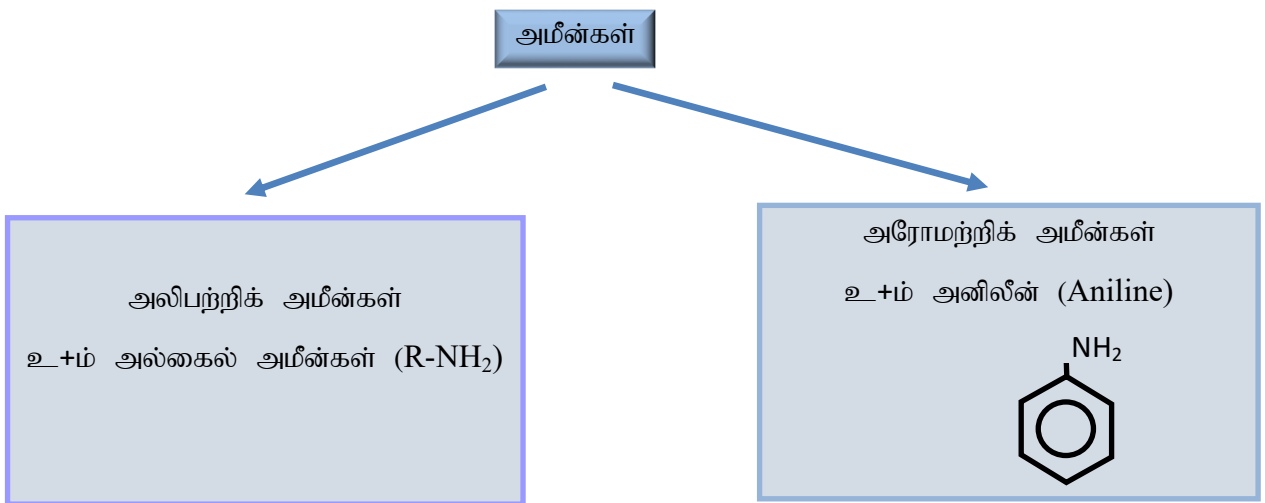 அமீன்கள்
அலிபற்றிக் அமீன்கள்
உ+ம் அல்கைல் அமீன்கள் (R-NH₂)
அரோமற்றிக் அமீன்கள்
உ+ம் அனிலீன் (Aniline)
NH₂